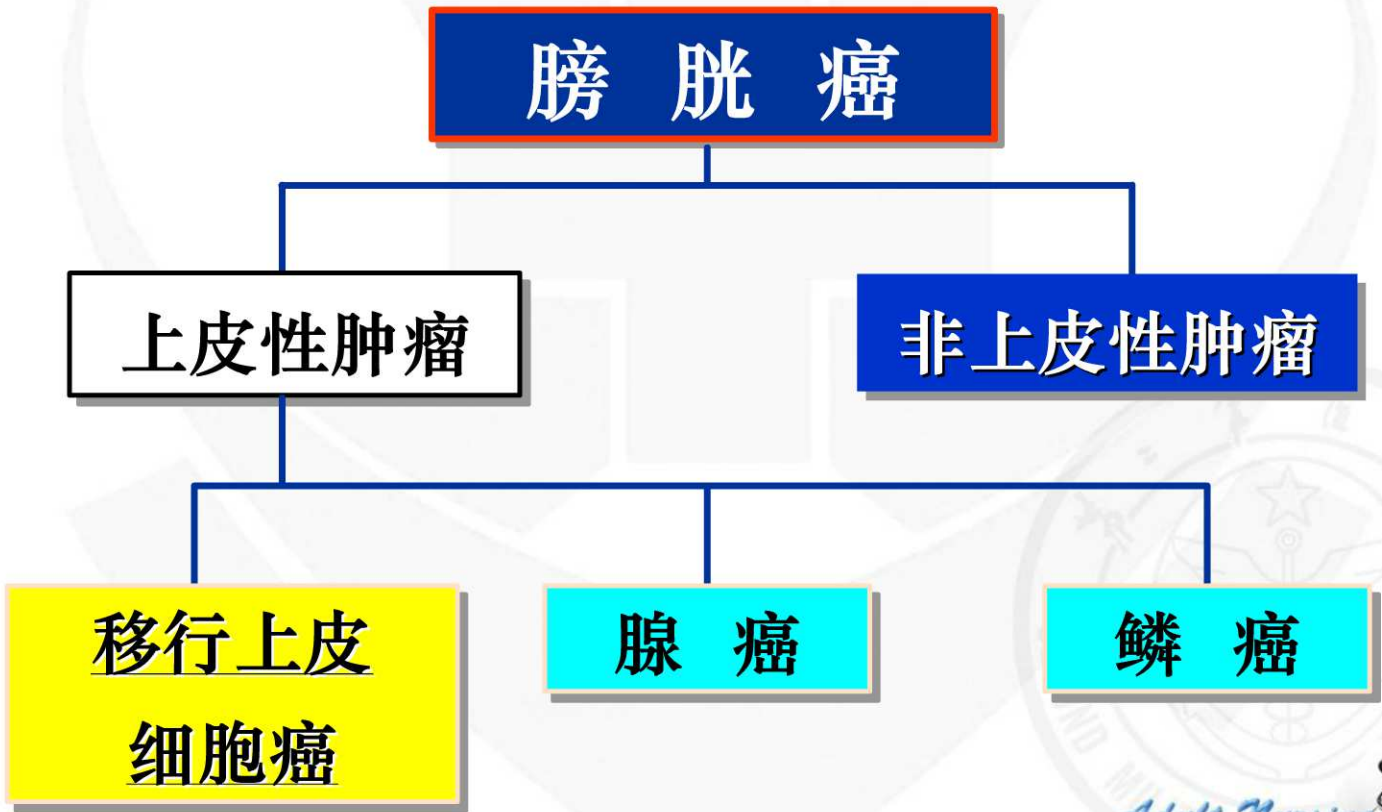 膀 胱 癌
上皮性肿瘤
非上皮性肿瘤
移行上皮
细胞癌
腺 癌
鳞 癌